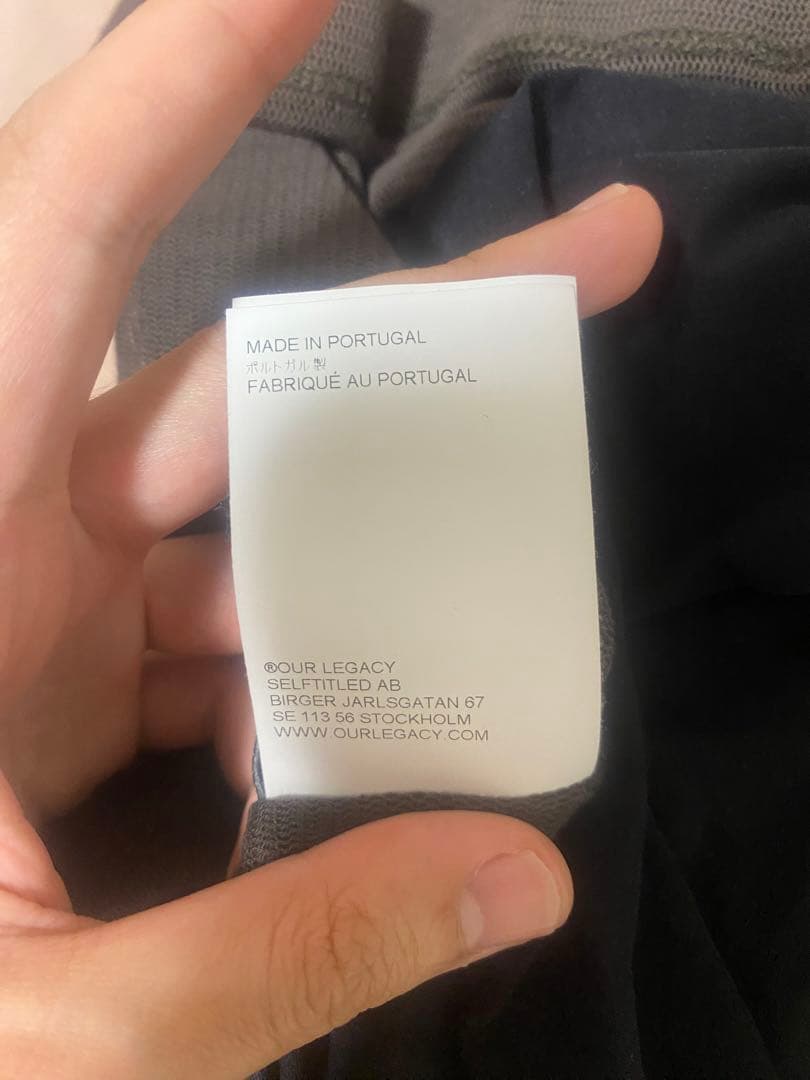 MADE IN PORTUGAL
ポルトガル製
FABRIQUÉ AU PORTUGAL
®OUR LEGACY
SELFTITLED AB
BIRGER JARLSGATAN 67
SE 113 56 STOCKHOLM
WWW.OURLEGACY.COM